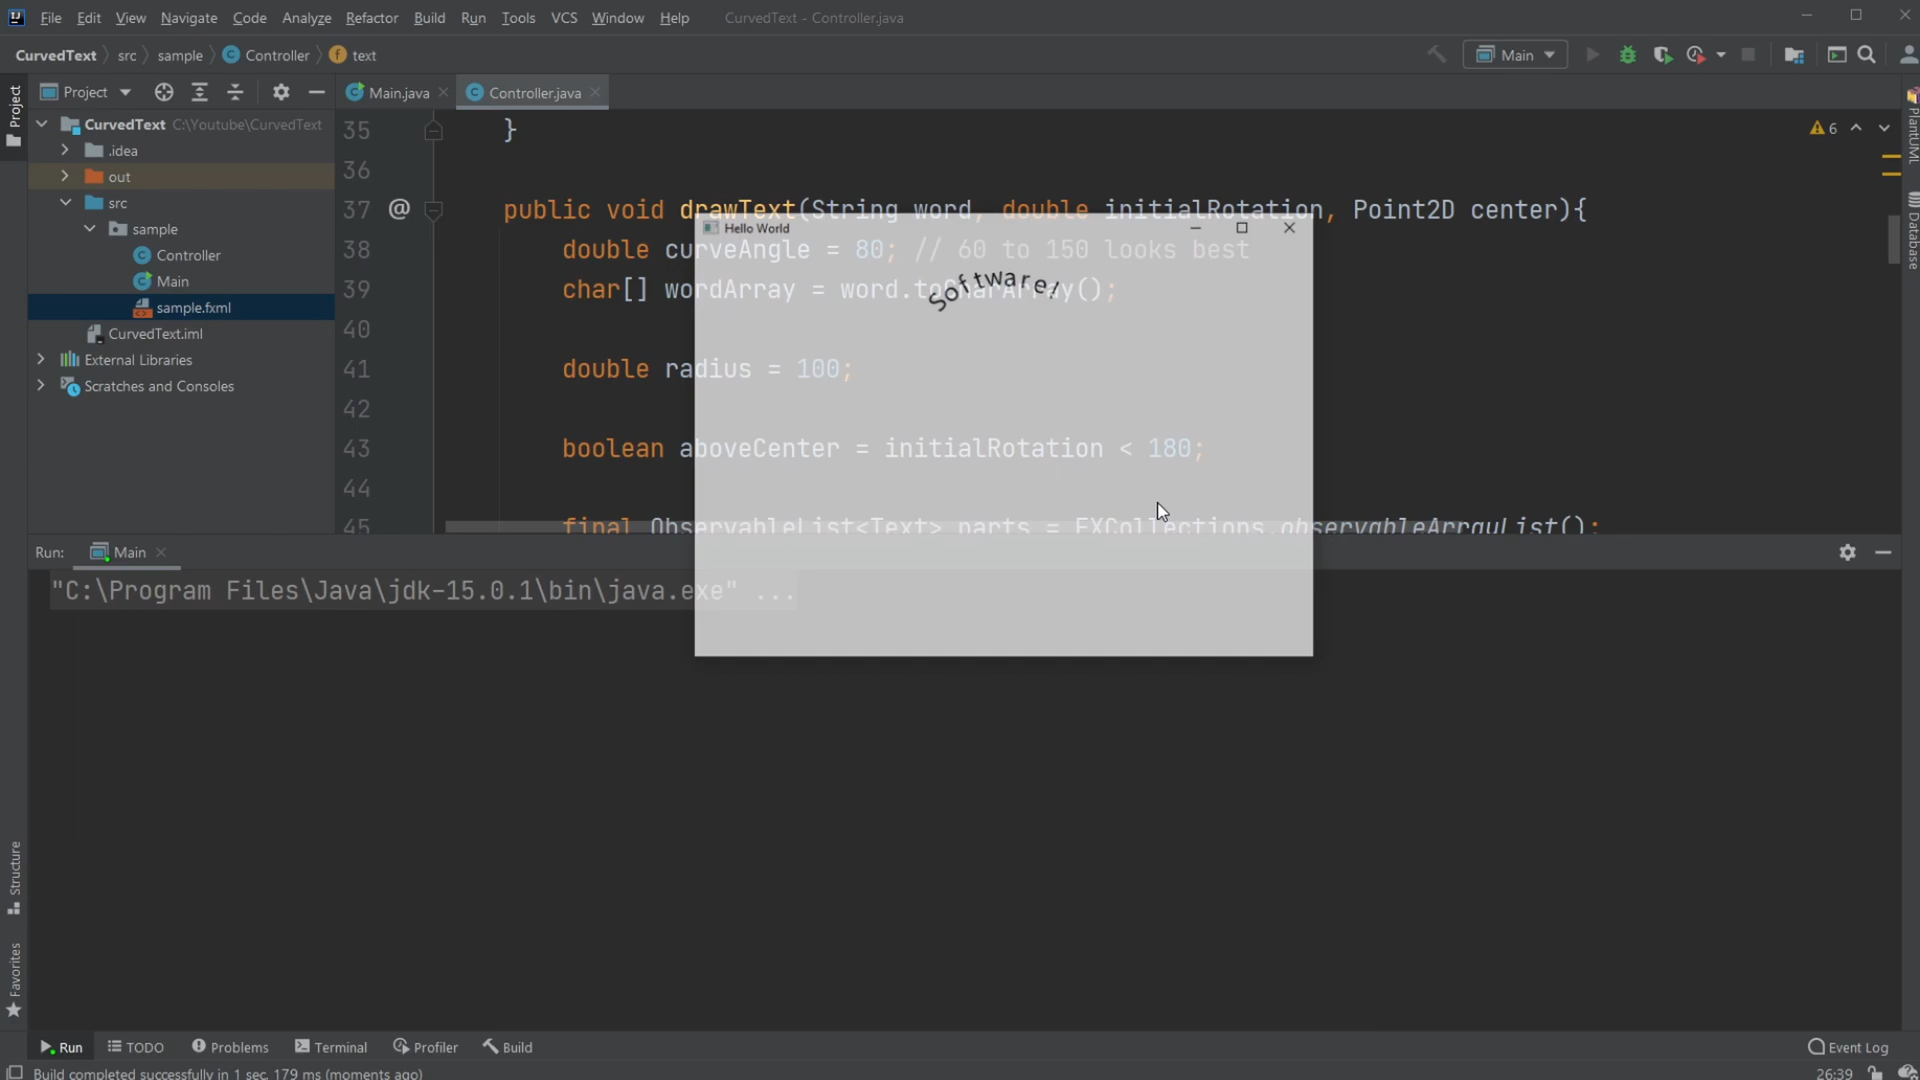 File Edit View Navigate Code Analyze Refactor Build Run Tools VCS Window Help CurvedText - Controller.java
CurvedText src sample Controller text Main
Project
Main.java
Controller.java
Project
CurvedText C:\Youtube\CurvedText
.idea
out
src
sample
Controller
Main
sample.fxml
CurvedText.iml
External Libraries
Scratches and Consoles
6
35 }
36
37 @ public void drawText(String word, double initialRotation, Point2D center){
38 double curveAngle = 80; // 60 to 150 looks best
39 char[] wordArray = word.toCharArray();
40
41 double radius = 100;
42
43 boolean aboveCenter = initialRotation < 180;
44
45 final ObservableList<Text> parts = FXCollections.observableArrayList();
Hello World
Software!
PlantUML
Database
Run: Main
"C:\Program Files\Java\jdk-15.0.1\bin\java.exe" ...
Structure
Favorites
Run TODO Problems Terminal Profiler Build Event Log
Build completed successfully in 1 sec, 179 ms (moments ago) 26:39